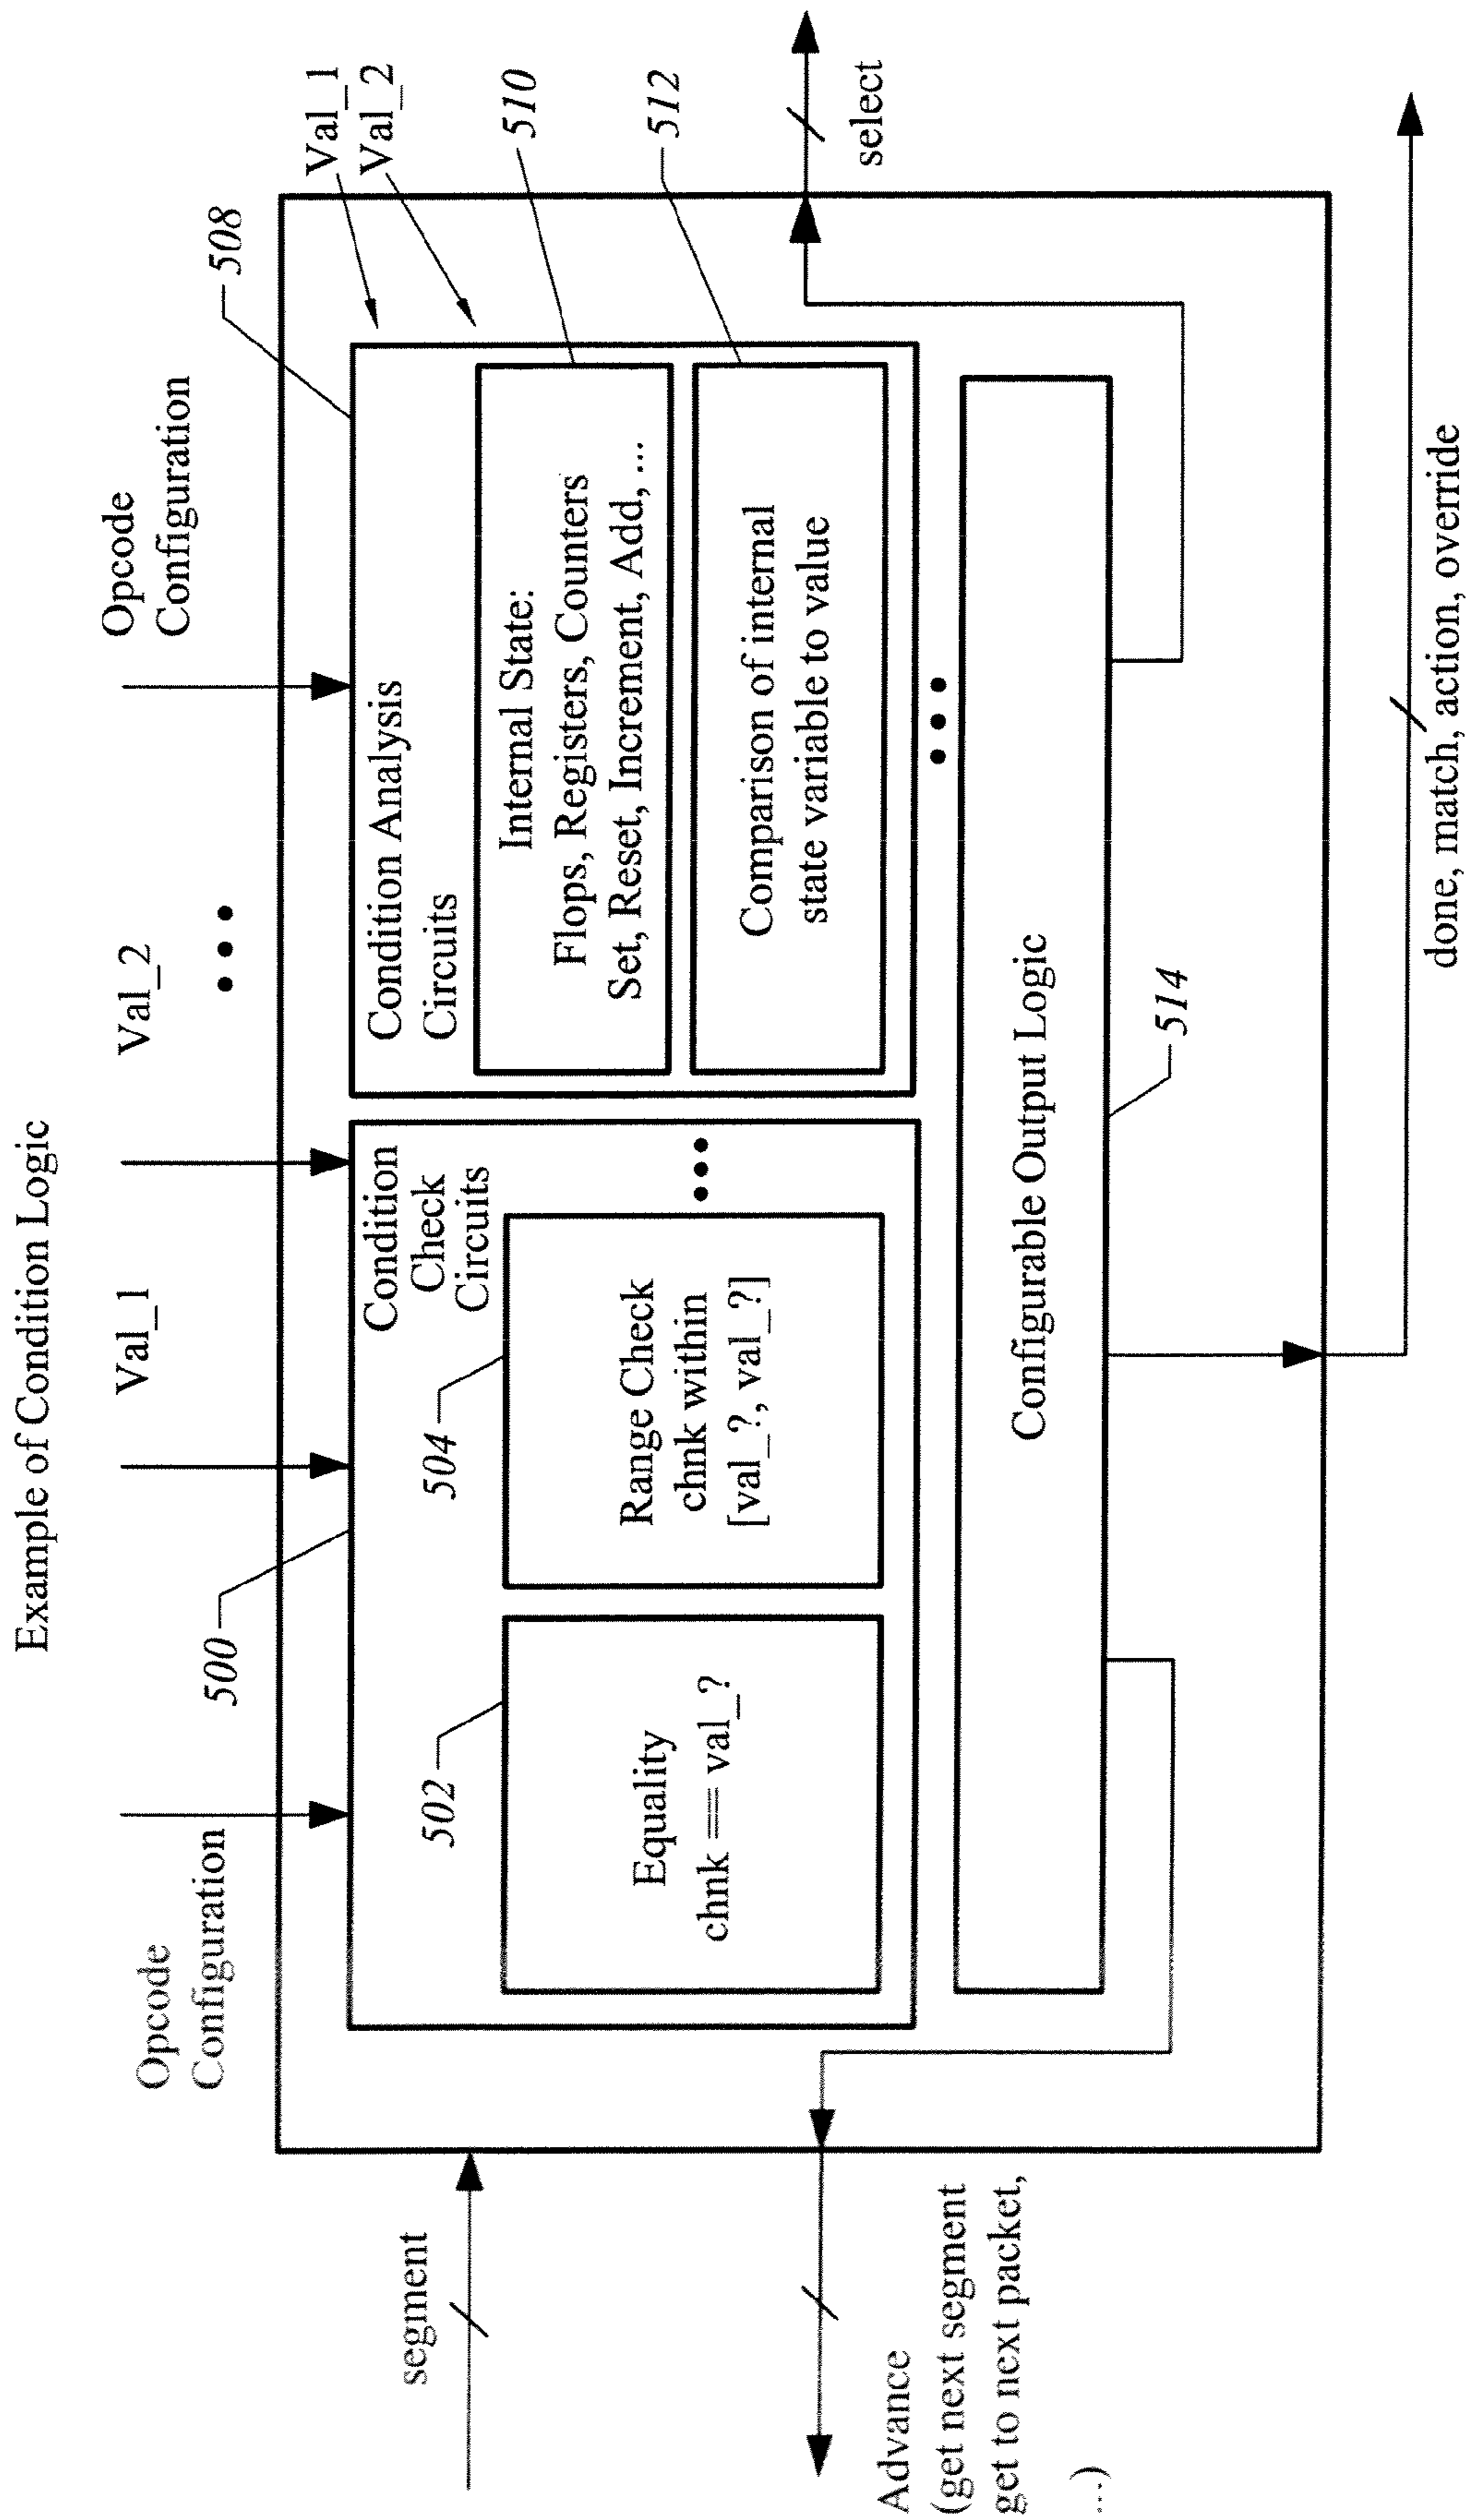 Example of Condition Logic
Opcode
Configuration
Val_1
Val_2
• • •
Opcode
Configuration
500
508
Val_1
Val_2
segment
Condition
Check
Circuits
502
504
Equality
chnk == val_?
Range Check
chnk within
[val_?, val_?]
• • •
Condition Analysis
Circuits
510
Internal State:
Flops, Registers, Counters
Set, Reset, Increment, Add, ...
512
Comparison of internal
state variable to value
• • •
select
Configurable Output Logic
514
Advance
(get next segment
get to next packet,
...)
done, match, action, override